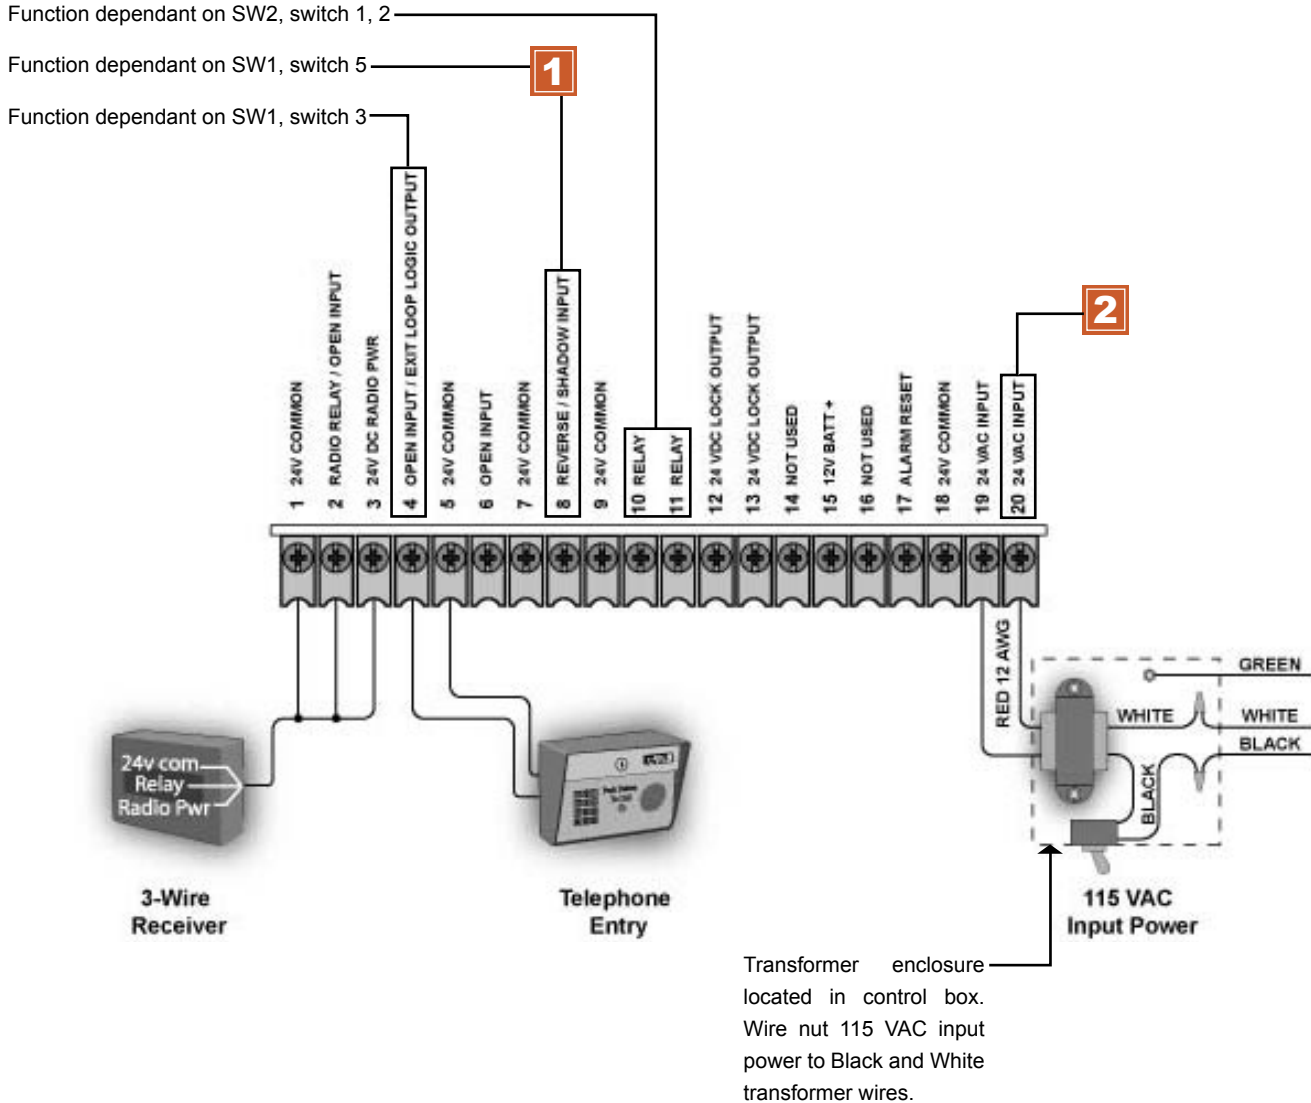 Function dependant on SW2, switch 1, 2
Function dependant on SW1, switch 5
1
Function dependant on SW1, switch 3
2
1 24V COMMON
2 RADIO RELAY / OPEN INPUT
3 24V DC RADIO PWR
4 OPEN INPUT / EXIT LOOP LOGIC OUTPUT
5 24V COMMON
6 OPEN INPUT
7 24V COMMON
8 REVERSE / SHADOW INPUT
9 24V COMMON
10 RELAY
11 RELAY
12 24 VDC LOCK OUTPUT
13 24 VDC LOCK OUTPUT
14 NOT USED
15 12V BATT +
16 NOT USED
17 ALARM RESET
18 24V COMMON
19 24 VAC INPUT
20 24 VAC INPUT
RED 12 AWG
GREEN
WHITE
WHITE
BLACK
BLACK
24v com
Relay
Radio Pwr
3-Wire
Receiver
Telephone
Entry
115 VAC
Input Power
Transformer enclosure
located in control box.
Wire nut 115 VAC input
power to Black and White
transformer wires.